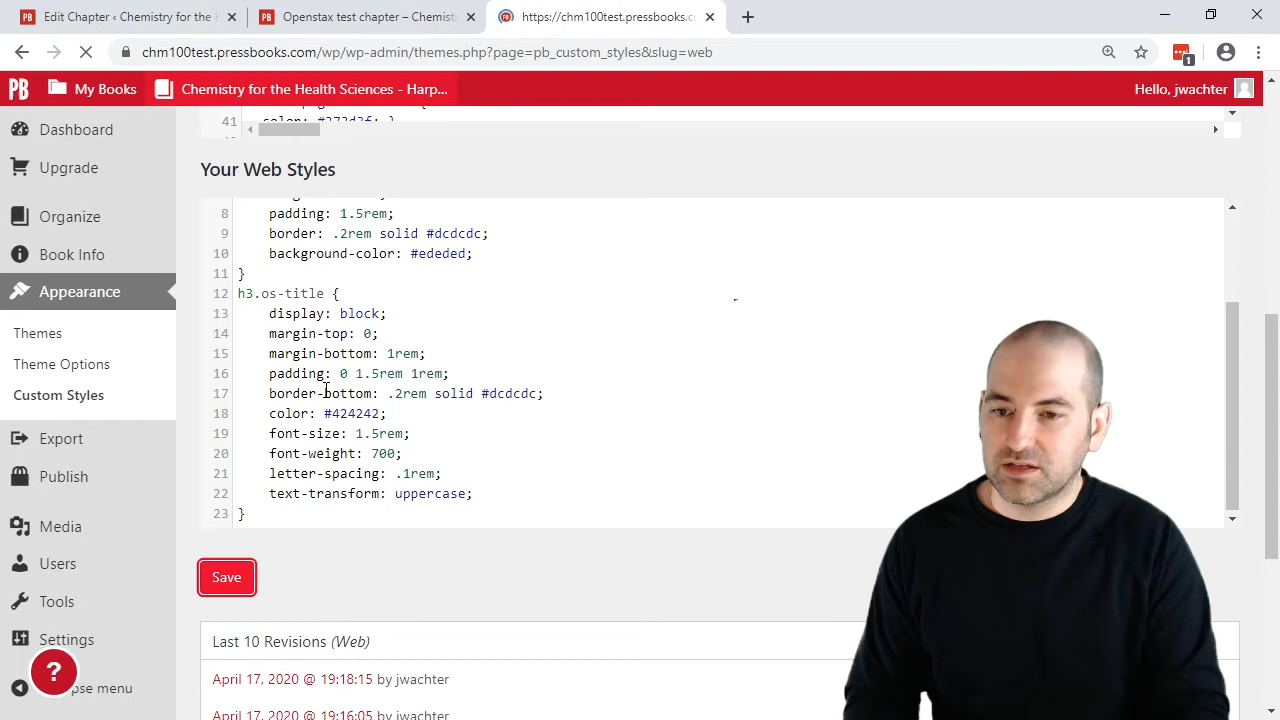 Edit Chapter ‹ Chemistry for the
Openstax test chapter – Chemist
https://chm100test.pressbooks.c
chm100test.pressbooks.com/wp/wp-admin/themes.php?page=pb_custom_styles&slug=web
1
PB My Books Chemistry for the Health Sciences - Harp... Hello, jwachter
Dashboard
Upgrade
Organize
Book Info
Appearance
Themes
Theme Options
Custom Styles
Export
Publish
Media
Users
Tools
Settings
pse menu
?
41
Your Web Styles
8 padding: 1.5rem;
9 border: .2rem solid #dcdcdc;
10 background-color: #ededed;
11 }
12 h3.os-title {
13 display: block;
14 margin-top: 0;
15 margin-bottom: 1rem;
16 padding: 0 1.5rem 1rem;
17 border-bottom: .2rem solid #dcdcdc;
18 color: #424242;
19 font-size: 1.5rem;
20 font-weight: 700;
21 letter-spacing: .1rem;
22 text-transform: uppercase;
23 }
Save
Last 10 Revisions (Web)
April 17, 2020 @ 19:18:15 by jwachter
April 17, 2020 @ 19:16:05 by jwachter